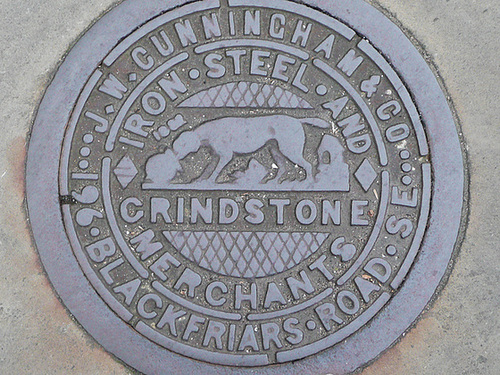 J.W. CUNNINGHAM & CO.
196 · BLACKFRIARS · ROAD · S.E.
IRON · STEEL · AND
GRINDSTONE
MERCHANTS